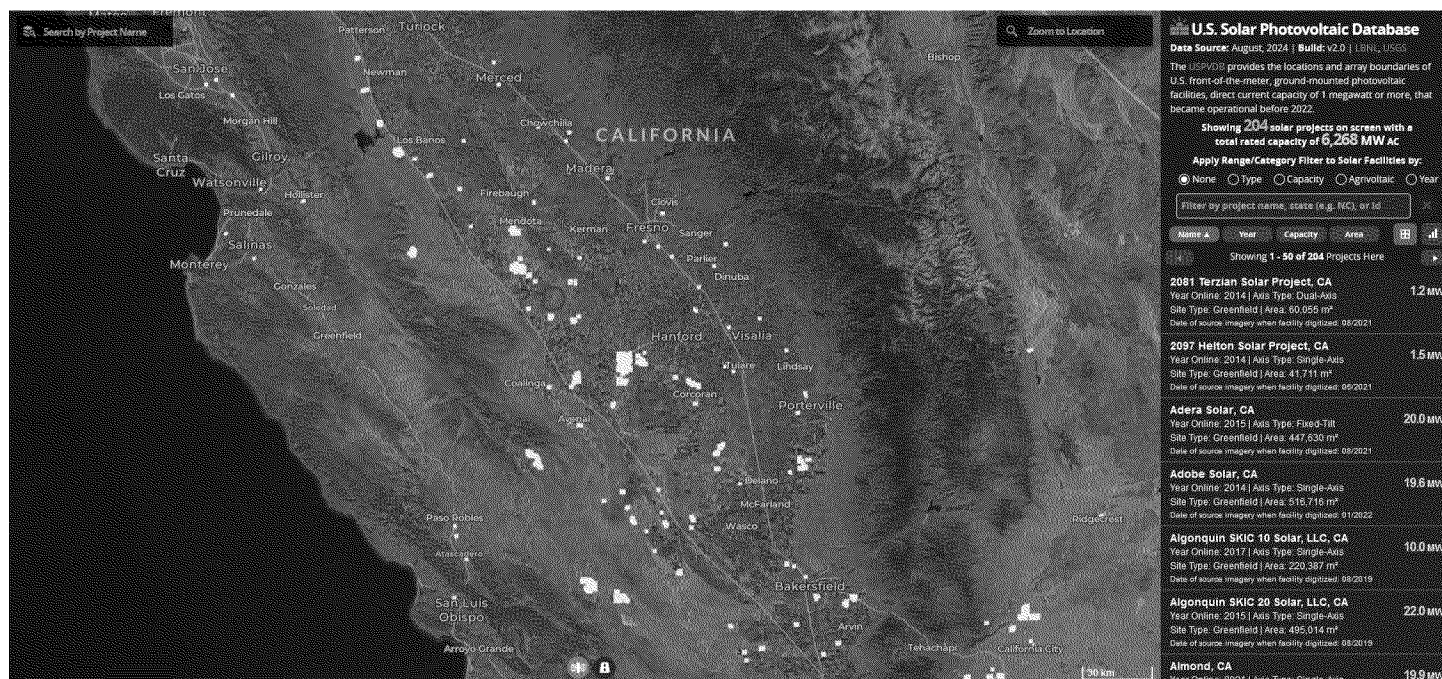 Search by Project Name
Zoom to Location
Fremont
Patterson
Turlock
Bishop
San Jose
Newman
Merced
Los Gatos
Morgan Hill
Chowchilla
CALIFORNIA
Los Banos
Santa
Cruz
Gilroy
Madera
Watsonville
Hollister
Firebaugh
Clovis
Prunedale
Mendota
Kerman
Fresno
Sanger
Salinas
Parlier
Monterey
Dinuba
Gonzales
Soledad
Greenfield
Hanford
Visalia
Tulare
Lindsay
Coalinga
Corcoran
Porterville
Avenal
Delano
McFarland
Paso Robles
Wasco
Ridgecrest
Atascadero
Bakersfield
San Luis
Obispo
Arvin
Arroyo Grande
Tehachapi
California City
30 km
U.S. Solar Photovoltaic Database
Data Source: August, 2024 | Build: v2.0 | LBNL, USGS
The USPVDB provides the locations and array boundaries of
U.S. front-of-the-meter, ground-mounted photovoltaic
facilities, direct current capacity of 1 megawatt or more, that
became operational before 2022.
Showing 204 solar projects on screen with a
total rated capacity of 6,268 MW AC
Apply Range/Category Filter to Solar Facilities by:
None Type Capacity Agrivoltaic Year
Filter by project name, state (e.g. NC), or Id
Name ▲ Year Capacity Area
Showing 1 - 50 of 204 Projects Here
2081 Terzian Solar Project, CA 1.2 MW
Year Online: 2014 | Axis Type: Dual-Axis
Site Type: Greenfield | Area: 60,055 m²
Date of source imagery when facility digitized: 08/2021
2097 Helton Solar Project, CA 1.5 MW
Year Online: 2014 | Axis Type: Single-Axis
Site Type: Greenfield | Area: 41,711 m²
Date of source imagery when facility digitized: 06/2021
Adera Solar, CA 20.0 MW
Year Online: 2015 | Axis Type: Fixed-Tilt
Site Type: Greenfield | Area: 447,630 m²
Date of source imagery when facility digitized: 08/2021
Adobe Solar, CA 19.6 MW
Year Online: 2014 | Axis Type: Single-Axis
Site Type: Greenfield | Area: 516,716 m²
Date of source imagery when facility digitized: 01/2022
Algonquin SKIC 10 Solar, LLC, CA 10.0 MW
Year Online: 2017 | Axis Type: Single-Axis
Site Type: Greenfield | Area: 220,387 m²
Date of source imagery when facility digitized: 08/2019
Algonquin SKIC 20 Solar, LLC, CA 22.0 MW
Year Online: 2015 | Axis Type: Single-Axis
Site Type: Greenfield | Area: 495,014 m²
Date of source imagery when facility digitized: 08/2019
Almond, CA 19.9 MW